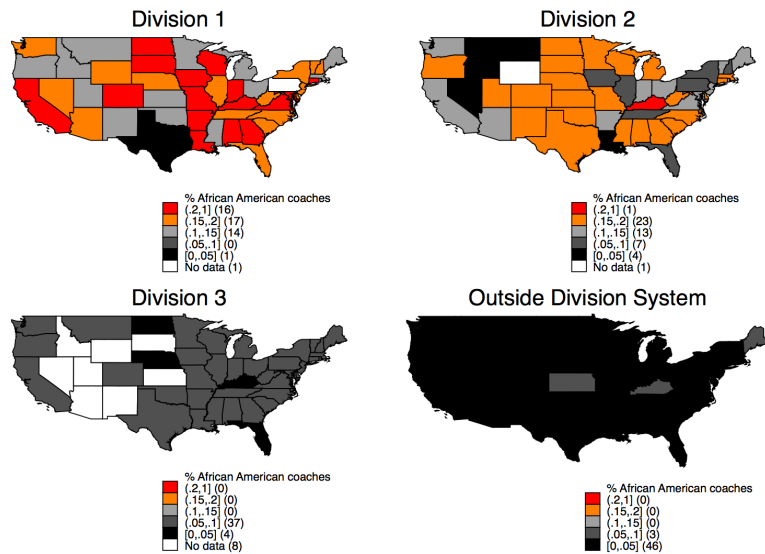 Division 1
% African American coaches
(.2,1] (16)
(.15,.2] (17)
(.1,.15] (14)
(.05,.1] (0)
[0,.05] (1)
No data (1)
Division 2
% African American coaches
(.2,1] (1)
(.15,.2] (23)
(.1,.15] (13)
(.05,.1] (7)
[0,.05] (4)
No data (1)
Division 3
% African American coaches
(.2,1] (0)
(.15,.2] (0)
(.1,.15] (0)
(.05,.1] (37)
[0,.05] (4)
No data (8)
Outside Division System
% African American coaches
(.2,1] (0)
(.15,.2] (0)
(.1,.15] (0)
(.05,.1] (3)
[0,.05] (46)